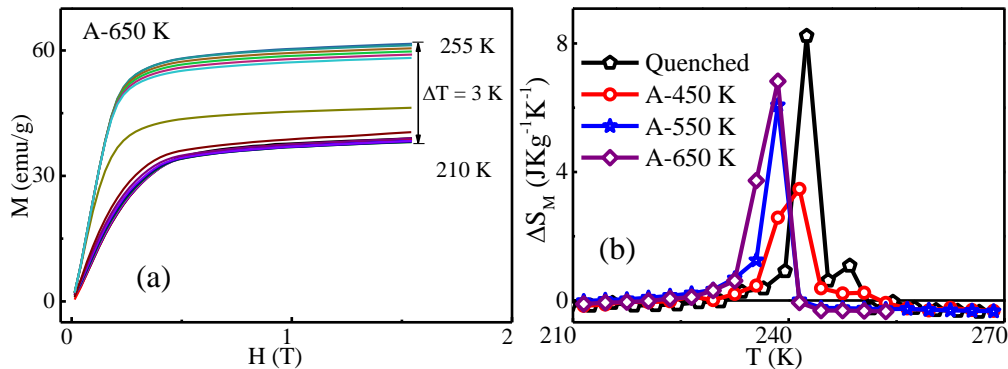 A-650 K
255 K
ΔT = 3 K
210 K
(a)
M (emu/g)
60
30
0
0
1
2
H (T)
Quenched
A-450 K
A-550 K
A-650 K
(b)
ΔS_M (JKg⁻¹K⁻¹)
8
4
0
210
240
270
T (K)